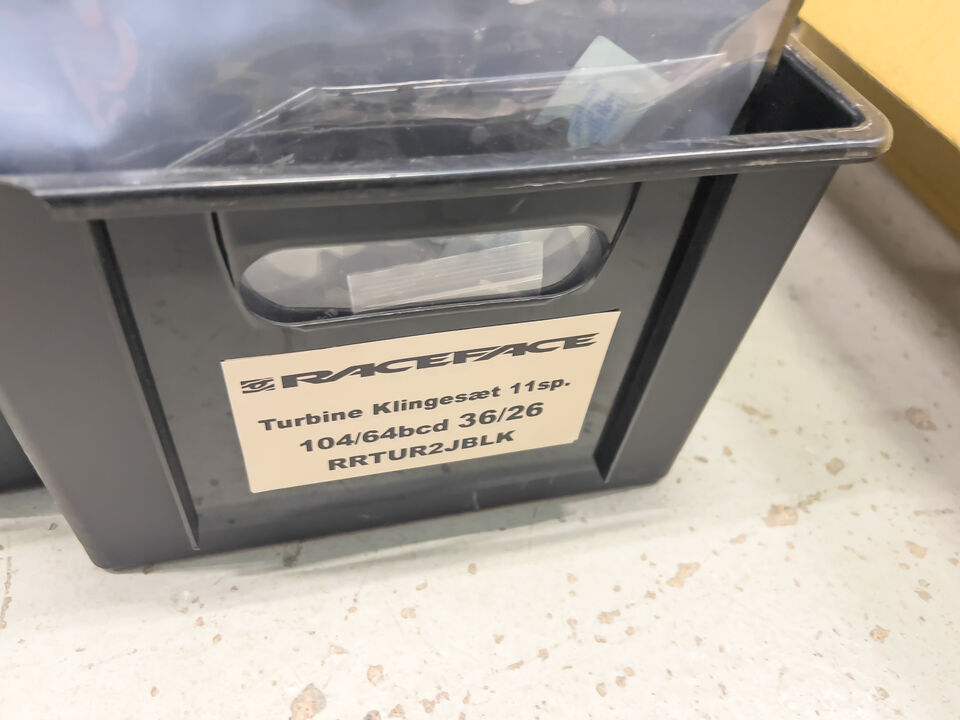 RACEFACE
Turbine Klingesæt 11sp.
104/64bcd 36/26
RRTUR2JBLK